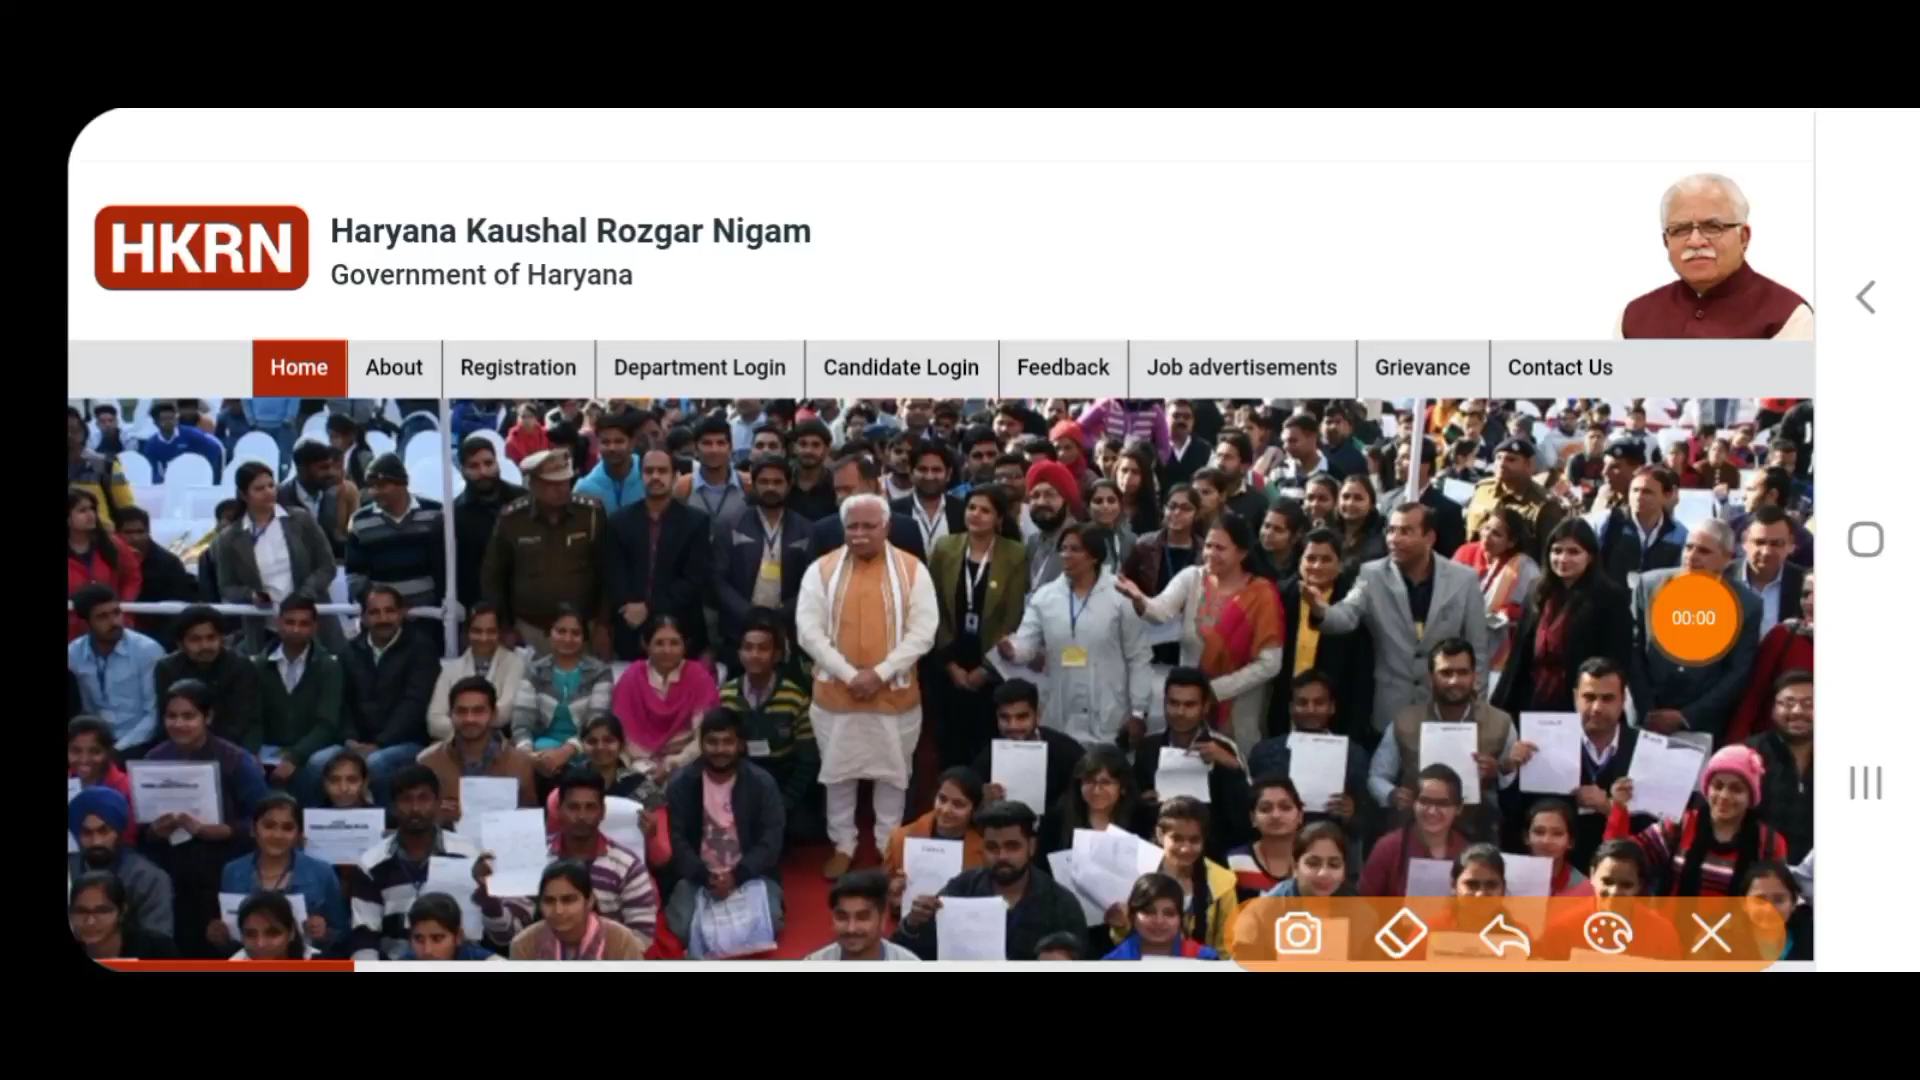 HKRN
Haryana Kaushal Rozgar Nigam
Government of Haryana
Home About Registration Department Login Candidate Login Feedback Job advertisements Grievance Contact Us
00:00